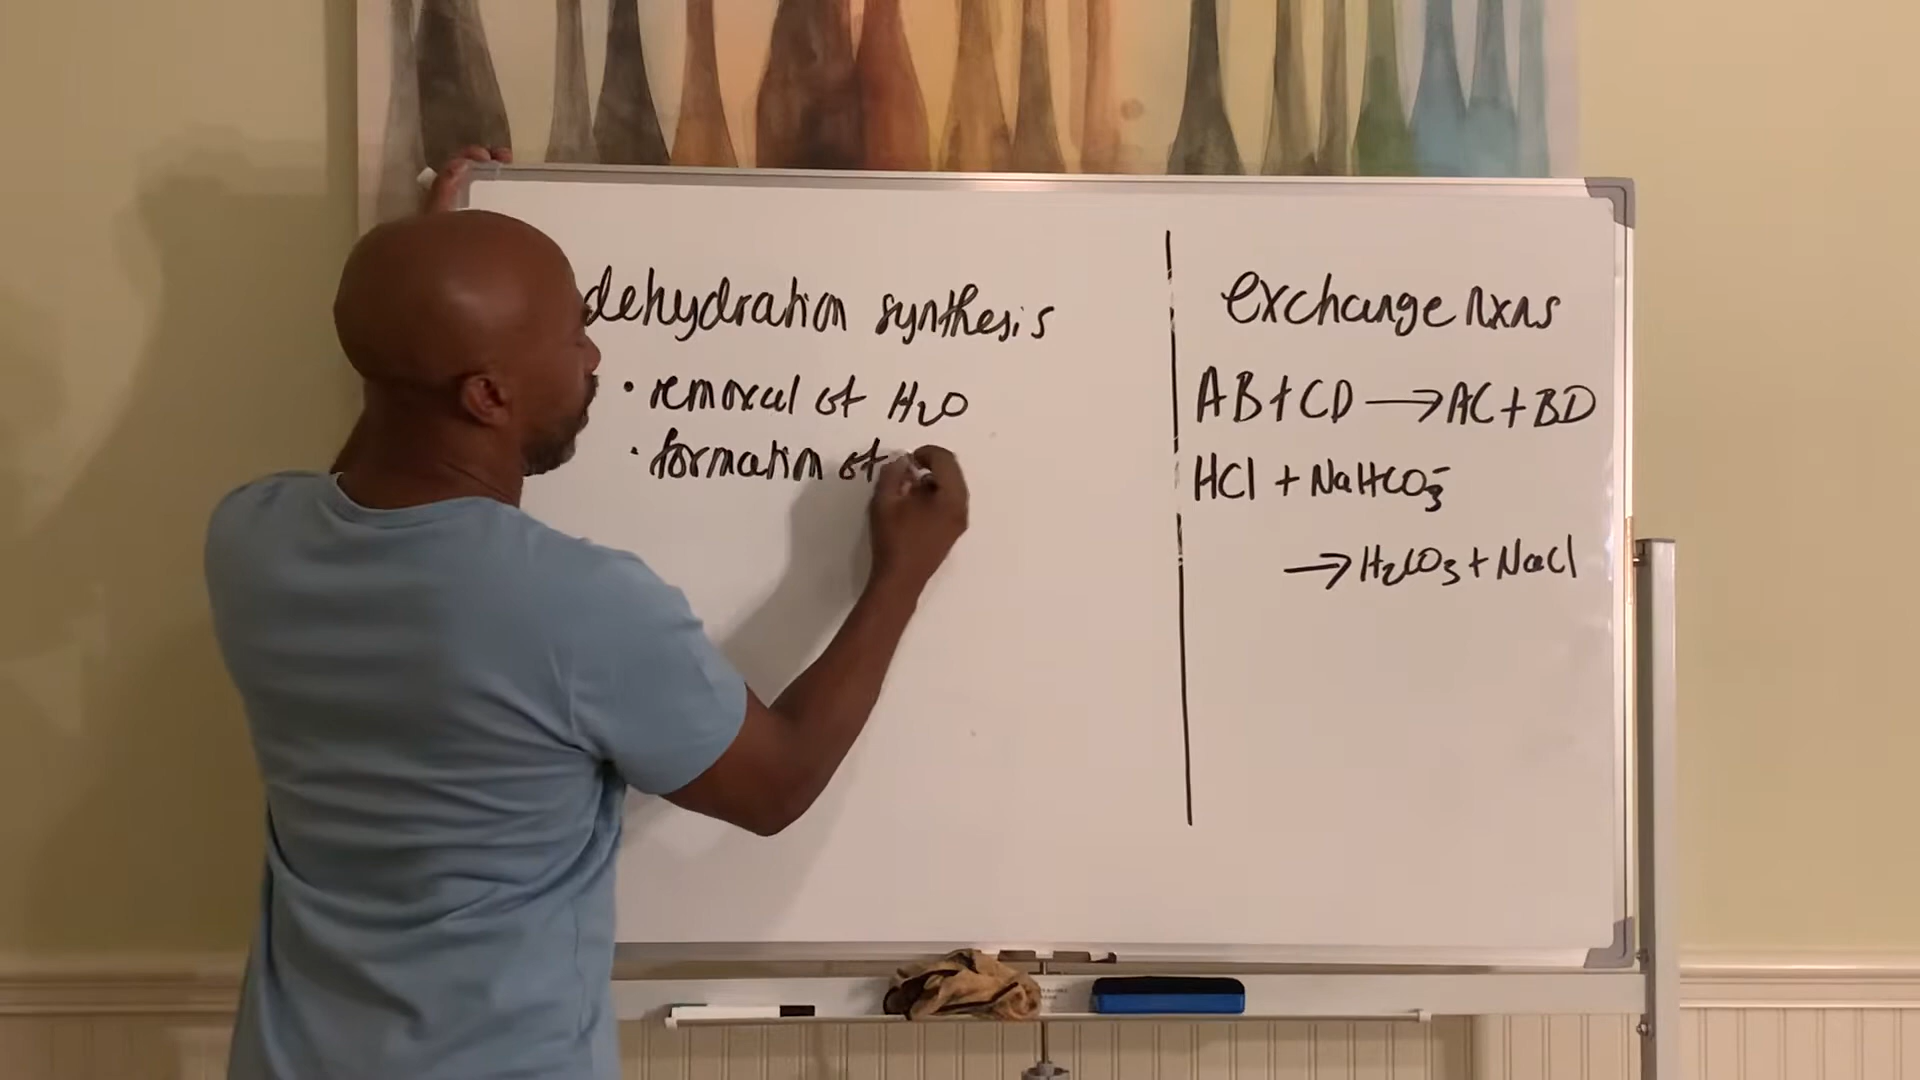 dehydration synthesis
• removal of H₂O
• formation of
exchange rxns
AB + CD → AC + BD
HCl + NaHCO₃⁻
→ H₂CO₃ + NaCl